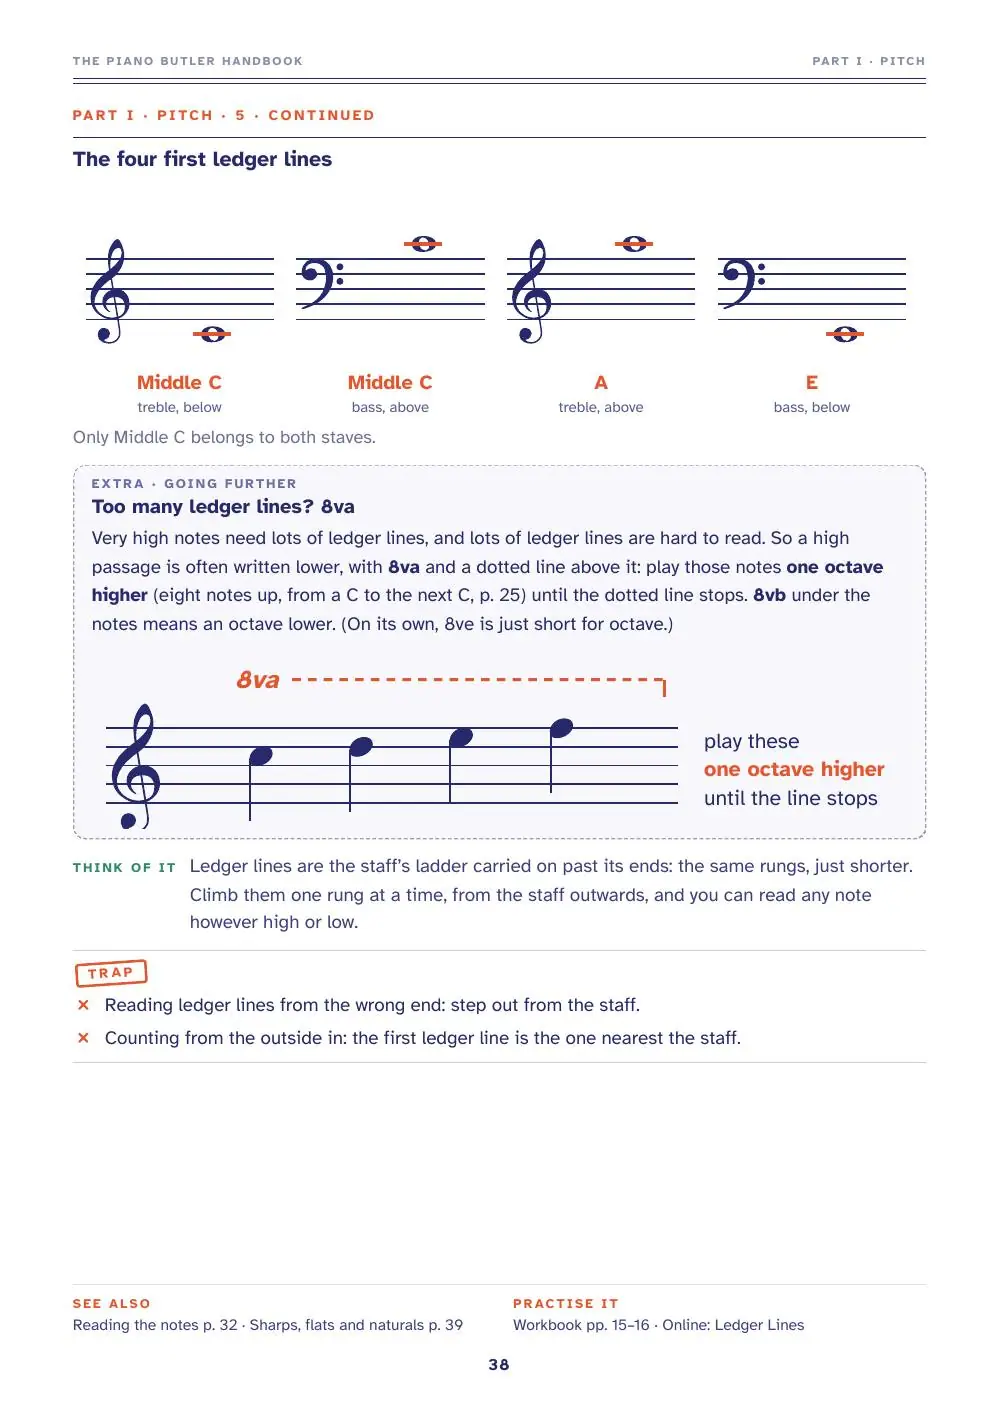 THE PIANO BUTLER HANDBOOK
PART I · PITCH
PART I · PITCH · 5 · CONTINUED
The four first ledger lines
Middle C
treble, below
Middle C
bass, above
A
treble, above
E
bass, below
Only Middle C belongs to both staves.
EXTRA · GOING FURTHER
Too many ledger lines? 8va
Very high notes need lots of ledger lines, and lots of ledger lines are hard to read. So a high
passage is often written lower, with 8va and a dotted line above it: play those notes one octave
higher (eight notes up, from a C to the next C, p. 25) until the dotted line stops. 8vb under the
notes means an octave lower. (On its own, 8ve is just short for octave.)
8va
play these
one octave higher
until the line stops
THINK OF IT
Ledger lines are the staff’s ladder carried on past its ends: the same rungs, just shorter.
Climb them one rung at a time, from the staff outwards, and you can read any note
however high or low.
TRAP
× Reading ledger lines from the wrong end: step out from the staff.
× Counting from the outside in: the first ledger line is the one nearest the staff.
SEE ALSO
Reading the notes p. 32 · Sharps, flats and naturals p. 39
PRACTISE IT
Workbook pp. 15–16 · Online: Ledger Lines
38